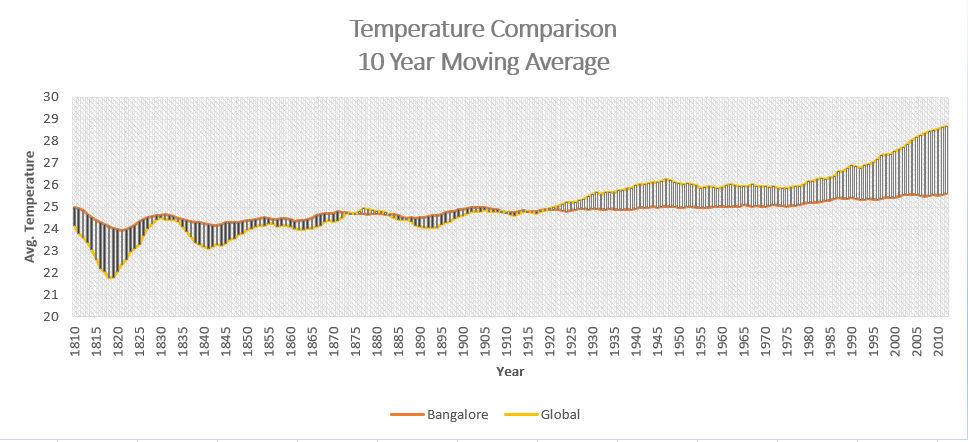 Temperature Comparison
10 Year Moving Average
30
29
28
27
26
25
24
23
22
21
20
Avg. Temperature
1810 1815 1820 1825 1830 1835 1840 1845 1850 1855 1860 1865 1870 1875 1880 1885 1890 1895 1900 1905 1910 1915 1920 1925 1930 1935 1940 1945 1950 1955 1960 1965 1970 1975 1980 1985 1990 1995 2000 2005 2010
Year
Bangalore Global